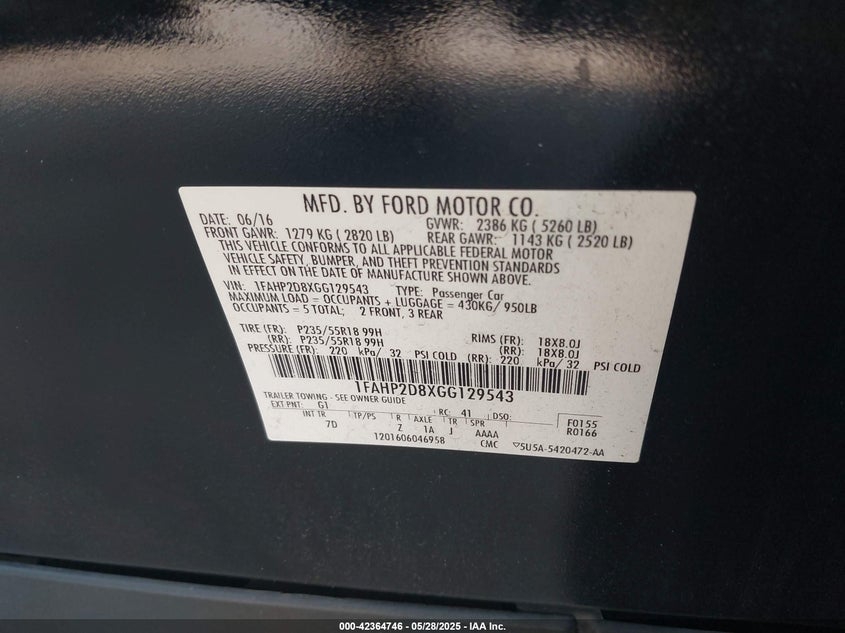 MFD. BY FORD MOTOR CO.
DATE: 06/16 GVWR: 2386 KG ( 5260 LB)
FRONT GAWR: 1279 KG ( 2820 LB) REAR GAWR: 1143 KG ( 2520 LB)
THIS VEHICLE CONFORMS TO ALL APPLICABLE FEDERAL MOTOR
VEHICLE SAFETY, BUMPER, AND THEFT PREVENTION STANDARDS
IN EFFECT ON THE DATE OF MANUFACTURE SHOWN ABOVE.
VIN: 1FAHP2D8XGG129543 TYPE: Passenger Car
MAXIMUM LOAD = OCCUPANTS + LUGGAGE = 430KG/ 950LB
OCCUPANTS = 5 TOTAL; 2 FRONT, 3 REAR
TIRE (FR): P235/55R18 99H RIMS (FR): 18X8.0J
(RR): P235/55R18 99H (RR): 18X8.0J
PRESSURE (FR): 220 kPa/ 32 PSI COLD (RR): 220 kPa/ 32 PSI COLD
1FAHP2D8XGG129543
TRAILER TOWING - SEE OWNER GUIDE
EXT PNT: G1 RC: 41 DSO: F0155
INT TR TP/PS R AXLE TR SPR R0166
7D Z 1A J AAAA
1201606046958 CMC 5U5A-5420472-AA
000-42364746 - 05/28/2025 - IAA Inc.